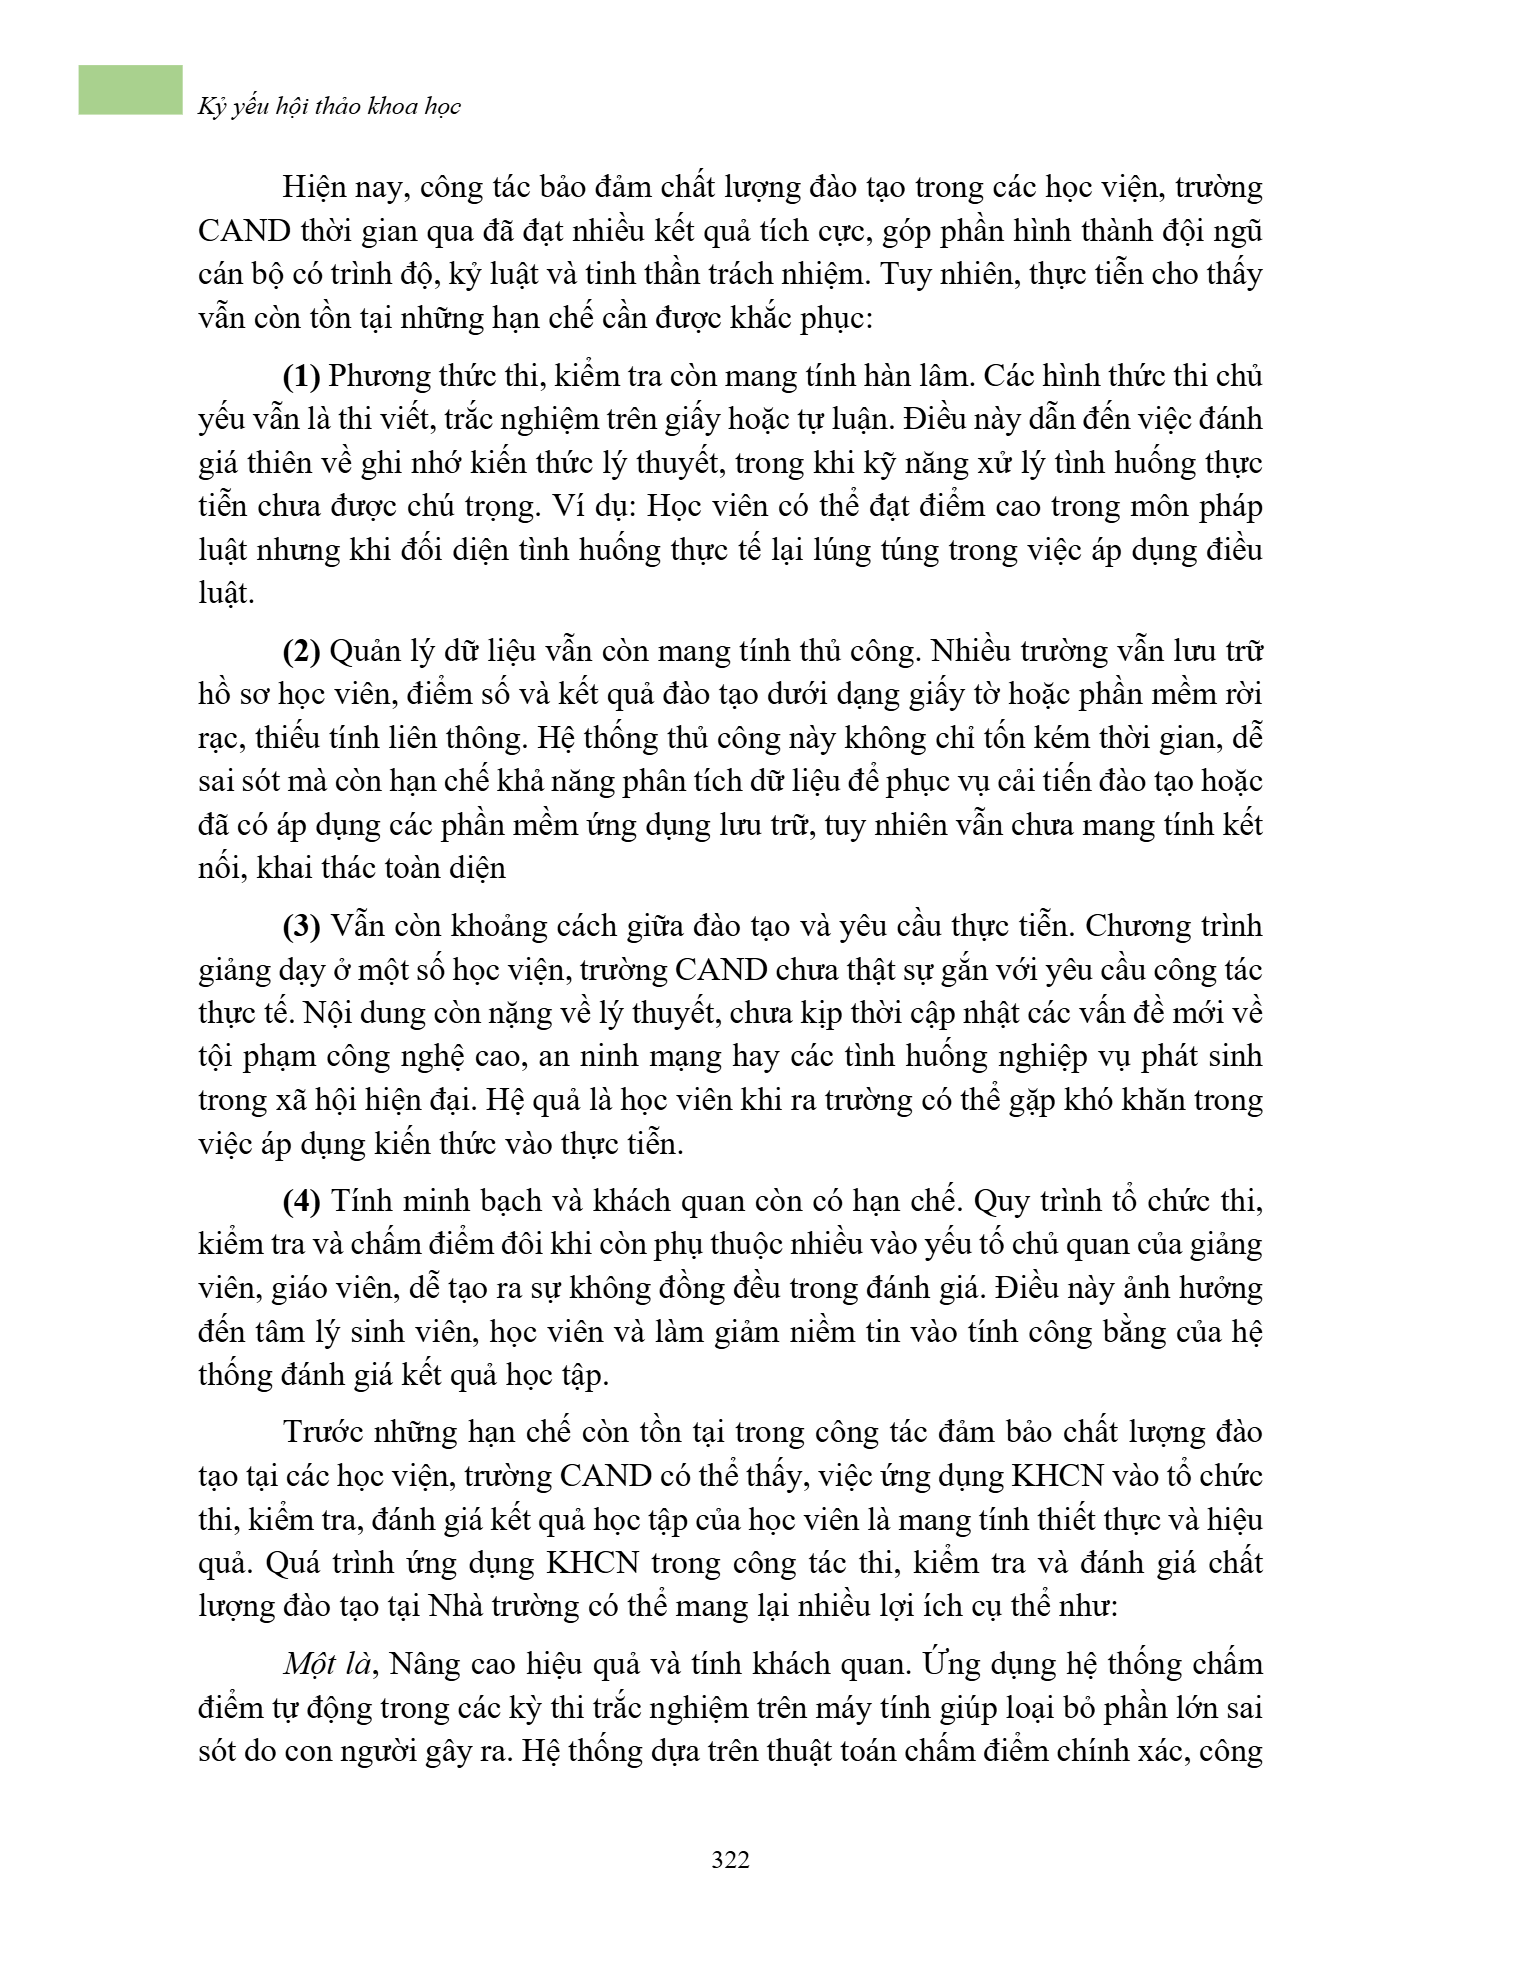 Kỷ yếu hội thảo khoa học
Hiện nay, công tác bảo đảm chất lượng đào tạo trong các học viện, trường
CAND thời gian qua đã đạt nhiều kết quả tích cực, góp phần hình thành đội ngũ
cán bộ có trình độ, kỷ luật và tinh thần trách nhiệm. Tuy nhiên, thực tiễn cho thấy
vẫn còn tồn tại những hạn chế cần được khắc phục:
(1) Phương thức thi, kiểm tra còn mang tính hàn lâm. Các hình thức thi chủ
yếu vẫn là thi viết, trắc nghiệm trên giấy hoặc tự luận. Điều này dẫn đến việc đánh
giá thiên về ghi nhớ kiến thức lý thuyết, trong khi kỹ năng xử lý tình huống thực
tiễn chưa được chú trọng. Ví dụ: Học viên có thể đạt điểm cao trong môn pháp
luật nhưng khi đối diện tình huống thực tế lại lúng túng trong việc áp dụng điều
luật.
(2) Quản lý dữ liệu vẫn còn mang tính thủ công. Nhiều trường vẫn lưu trữ
hồ sơ học viên, điểm số và kết quả đào tạo dưới dạng giấy tờ hoặc phần mềm rời
rạc, thiếu tính liên thông. Hệ thống thủ công này không chỉ tốn kém thời gian, dễ
sai sót mà còn hạn chế khả năng phân tích dữ liệu để phục vụ cải tiến đào tạo hoặc
đã có áp dụng các phần mềm ứng dụng lưu trữ, tuy nhiên vẫn chưa mang tính kết
nối, khai thác toàn diện
(3) Vẫn còn khoảng cách giữa đào tạo và yêu cầu thực tiễn. Chương trình
giảng dạy ở một số học viện, trường CAND chưa thật sự gắn với yêu cầu công tác
thực tế. Nội dung còn nặng về lý thuyết, chưa kịp thời cập nhật các vấn đề mới về
tội phạm công nghệ cao, an ninh mạng hay các tình huống nghiệp vụ phát sinh
trong xã hội hiện đại. Hệ quả là học viên khi ra trường có thể gặp khó khăn trong
việc áp dụng kiến thức vào thực tiễn.
(4) Tính minh bạch và khách quan còn có hạn chế. Quy trình tổ chức thi,
kiểm tra và chấm điểm đôi khi còn phụ thuộc nhiều vào yếu tố chủ quan của giảng
viên, giáo viên, dễ tạo ra sự không đồng đều trong đánh giá. Điều này ảnh hưởng
đến tâm lý sinh viên, học viên và làm giảm niềm tin vào tính công bằng của hệ
thống đánh giá kết quả học tập.
Trước những hạn chế còn tồn tại trong công tác đảm bảo chất lượng đào
tạo tại các học viện, trường CAND có thể thấy, việc ứng dụng KHCN vào tổ chức
thi, kiểm tra, đánh giá kết quả học tập của học viên là mang tính thiết thực và hiệu
quả. Quá trình ứng dụng KHCN trong công tác thi, kiểm tra và đánh giá chất
lượng đào tạo tại Nhà trường có thể mang lại nhiều lợi ích cụ thể như:
Một là, Nâng cao hiệu quả và tính khách quan. Ứng dụng hệ thống chấm
điểm tự động trong các kỳ thi trắc nghiệm trên máy tính giúp loại bỏ phần lớn sai
sót do con người gây ra. Hệ thống dựa trên thuật toán chấm điểm chính xác, công
322